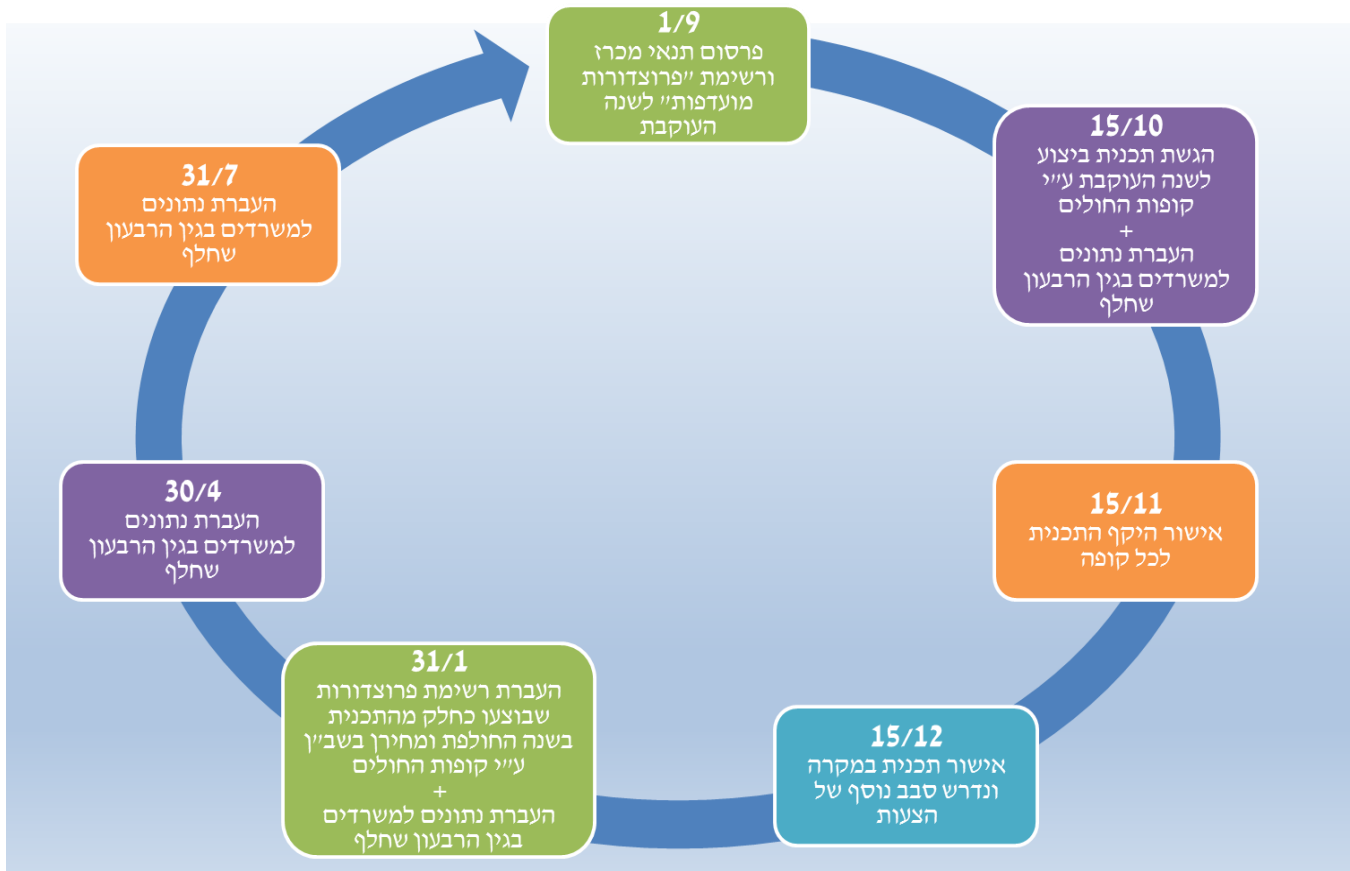 1/9
פרסום תנאי מכרז
ורשימת "פרוצדורות
מועדפות" לשנה
העוקבת
15/10
הגשת תכנית ביצוע
לשנה העוקבת ע"י
קופות החולים
+
העברת נתונים
למשרדים בגין הרבעון
שחלף
15/11
אישור היקף התכנית
לכל קופה
15/12
אישור תכנית במקרה
ונדרש סבב נוסף של
הצעות
31/1
העברת רשימת פרוצדורות
שבוצעו כחלק מהתכנית
בשנה החולפת ומחירן בשב"ן
ע"י קופות החולים
+
העברת נתונים למשרדים
בגין הרבעון שחלף
30/4
העברת נתונים
למשרדים בגין הרבעון
שחלף
31/7
העברת נתונים
למשרדים בגין הרבעון
שחלף